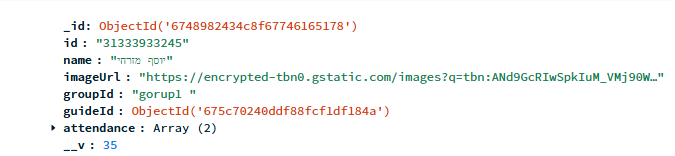 _id: ObjectId('6748982434c8f67746165178')
id: "31333933245"
name: "יוסף מזרחי"
imageUrl: "https://encrypted-tbn0.gstatic.com/images?q=tbn:ANd9GcRIwSpkIuM_VMj90W…"
groupId: "gorup1 "
guideId: ObjectId('675c70240ddf88fcf1df184a')
attendance: Array (2)
__v: 35